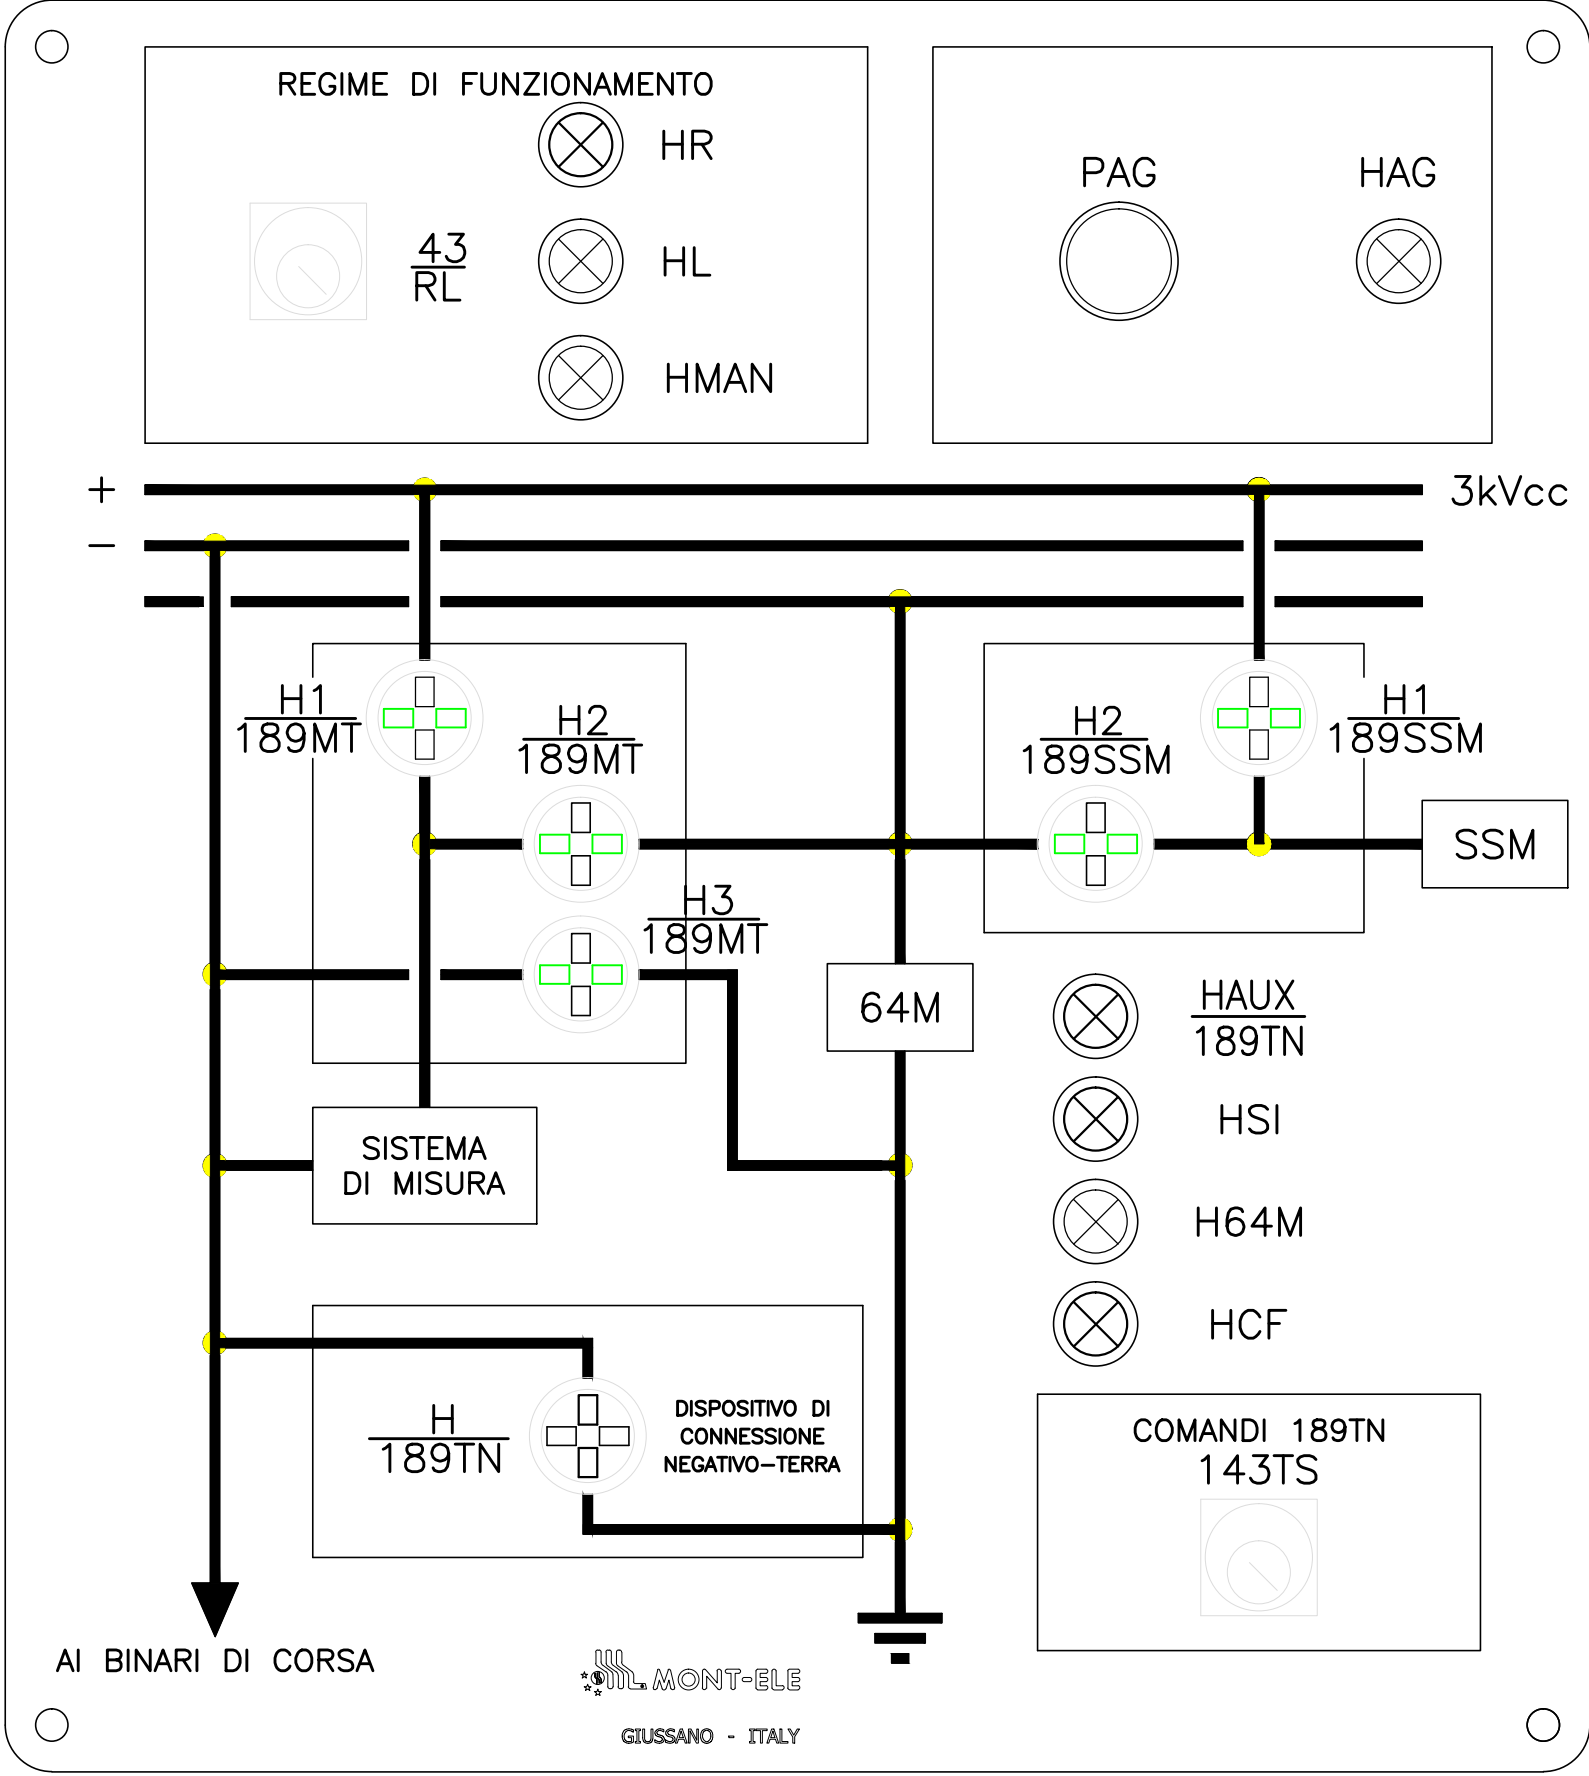 REGIME DI FUNZIONAMENTO
HR
43
RL
HL
HMAN
PAG
HAG
+
3kVcc
−
H1
189MT
H2
189MT
H2
189SSM
H1
189SSM
SSM
H3
189MT
64M
HAUX
189TN
HSI
SISTEMA
DI MISURA
H64M
HCF
H
189TN
DISPOSITIVO DI
CONNESSIONE
NEGATIVO-TERRA
COMANDI 189TN
143TS
AI BINARI DI CORSA
MONT-ELE
GIUSSANO - ITALY